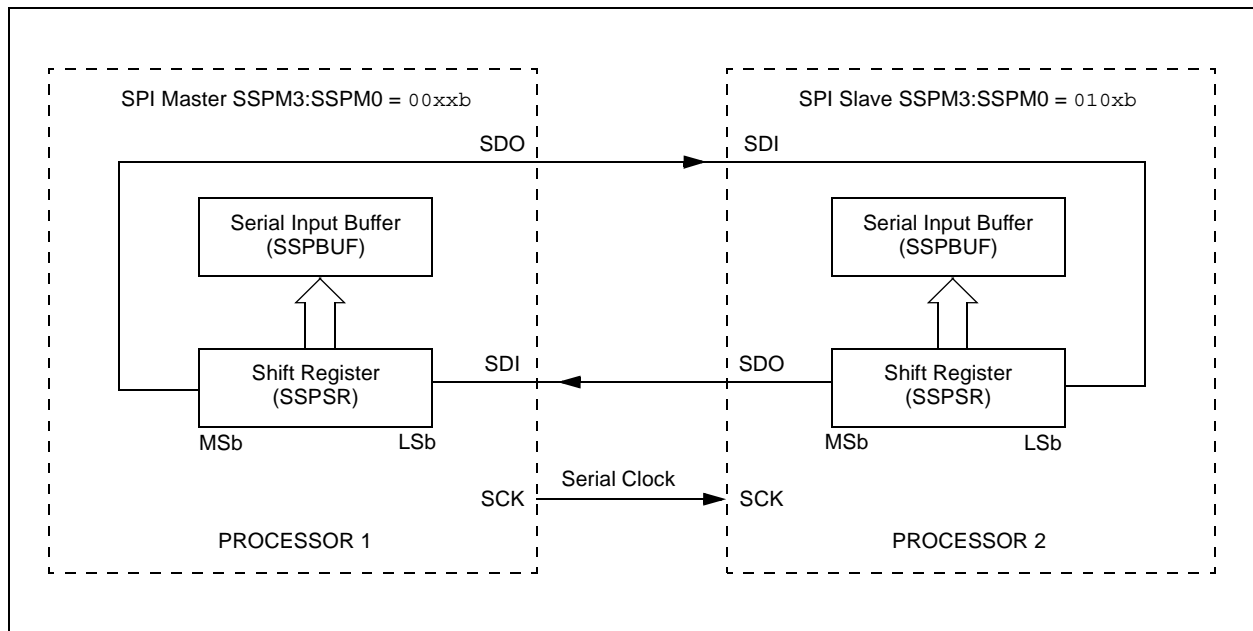 SPI Master SSPM3:SSPM0 = 00xxb
SPI Slave SSPM3:SSPM0 = 010xb
SDO
SDI
Serial Input Buffer
(SSPBUF)
Serial Input Buffer
(SSPBUF)
Shift Register
(SSPSR)
MSb
LSb
SDI
SDO
Shift Register
(SSPSR)
MSb
LSb
Serial Clock
SCK
SCK
PROCESSOR 1
PROCESSOR 2